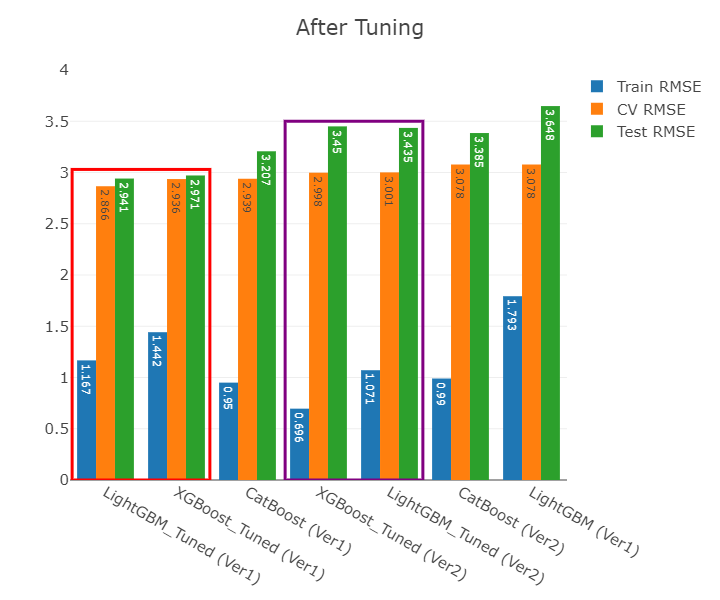 After Tuning
Train RMSE
CV RMSE
Test RMSE
4
3.5
3
2.5
2
1.5
1
0.5
0
1.167
2.866
2.941
1.442
2.936
2.971
0.95
2.939
3.207
0.696
2.998
3.45
1.071
3.001
3.435
0.99
3.078
3.385
1.793
3.078
3.648
LightGBM_Tuned (Ver1)
XGBoost_Tuned (Ver1)
CatBoost (Ver1)
XGBoost_Tuned (Ver2)
LightGBM_Tuned (Ver2)
CatBoost (Ver2)
LightGBM (Ver1)